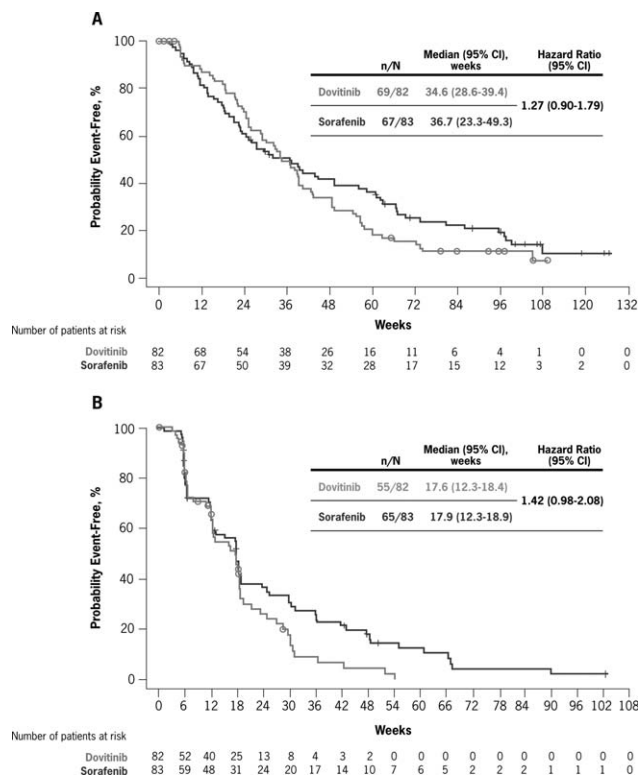 A
n/N Median (95% CI), weeks Hazard Ratio (95% CI)
Dovitinib 69/82 34.6 (28.6-39.4)
1.27 (0.90-1.79)
Sorafenib 67/83 36.7 (23.3-49.3)
Probability Event-Free, %
100
80
60
40
20
0
0 12 24 36 48 60 72 84 96 108 120 132
Weeks
Number of patients at risk
Dovitinib 82 68 54 38 26 16 11 6 4 1 0 0
Sorafenib 83 67 50 39 32 28 17 15 12 3 2 0
B
n/N Median (95% CI), weeks Hazard Ratio (95% CI)
Dovitinib 55/82 17.6 (12.3-18.4)
1.42 (0.98-2.08)
Sorafenib 65/83 17.9 (12.3-18.9)
Probability Event-Free, %
100
80
60
40
20
0
0 6 12 18 24 30 36 42 48 54 60 66 72 78 84 90 96 102 108
Weeks
Number of patients at risk
Dovitinib 82 52 40 25 13 8 4 3 2 0 0 0 0 0 0 0 0 0 0
Sorafenib 83 59 48 31 24 20 17 14 10 7 6 5 2 2 2 1 1 1 0